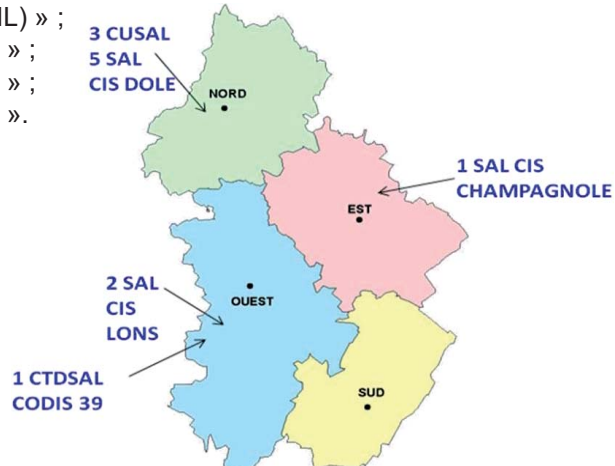 IL) » ;
» ;
» ;
».
3 CUSAL
5 SAL
CIS DOLE
NORD
1 SAL CIS
CHAMPAGNOLE
EST
2 SAL
CIS
LONS
OUEST
1 CTDSAL
CODIS 39
SUD